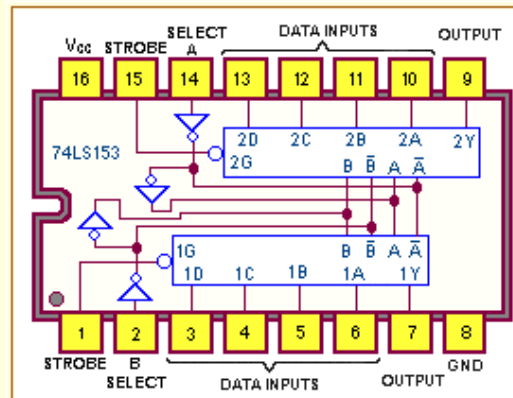 SELECT
DATA INPUTS
VCC STROBE A OUTPUT
16 15 14 13 12 11 10 9
2D 2C 2B 2A 2Y
74LS153
2G
B B̅ A A̅
1G B B̅ A A̅
1D 1C 1B 1A 1Y
1 2 3 4 5 6 7 8
STROBE B DATA INPUTS OUTPUT GND
SELECT